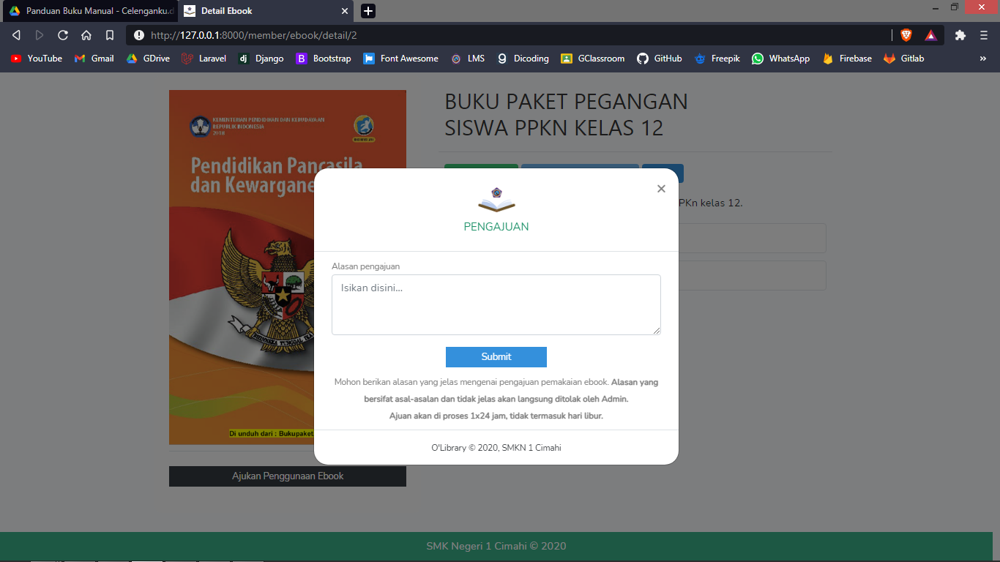 Panduan Buku Manual - Celenganku.d
Detail Ebook
http://127.0.0.1:8000/member/ebook/detail/2
YouTube Gmail GDrive Laravel Django Bootstrap Font Awesome LMS Dicoding GClassroom GitHub Freepik WhatsApp Firebase Gitlab
KEMENTERIAN PENDIDIKAN DAN KEBUDAYAAN
REPUBLIK INDONESIA
2018
Pendidikan Pancasila
dan Kewargane
BHINNEKA TUNGGAL IKA
Di unduh dari : Bukupaket.
Ajukan Penggunaan Ebook
BUKU PAKET PEGANGAN
SISWA PPKN KELAS 12
PKn kelas 12.
PENGAJUAN
Alasan pengajuan
Isikan disini...
Submit
Mohon berikan alasan yang jelas mengenai pengajuan pemakaian ebook. Alasan yang
bersifat asal-asalan dan tidak jelas akan langsung ditolak oleh Admin.
Ajuan akan di proses 1x24 jam, tidak termasuk hari libur.
O'Library © 2020, SMKN 1 Cimahi
SMK Negeri 1 Cimahi © 2020